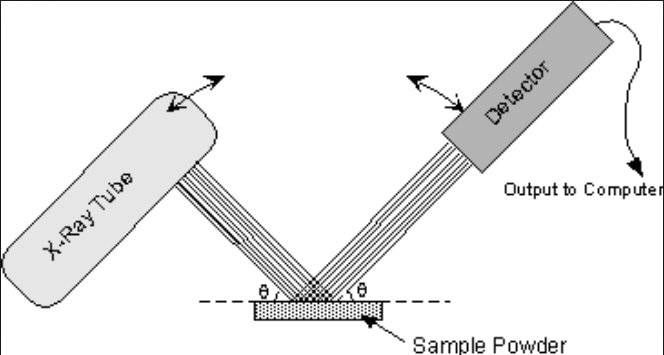 Detector
X-Ray Tube
Output to Computer
θ θ
Sample Powder